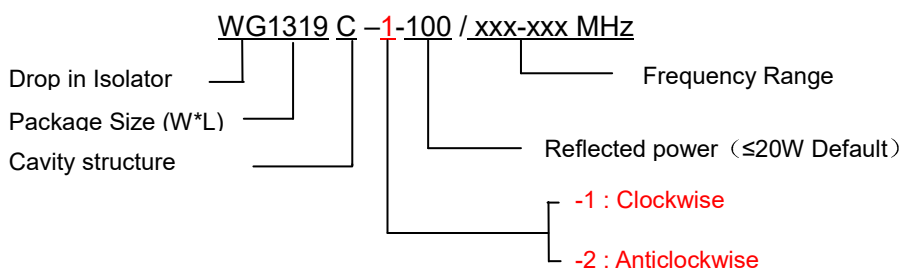 WG1319 C –1-100 / xxx-xxx MHz
Drop in Isolator
Frequency Range
Package Size (W*L)
Cavity structure
Reflected power（≤20W Default）
-1 : Clockwise
-2 : Anticlockwise